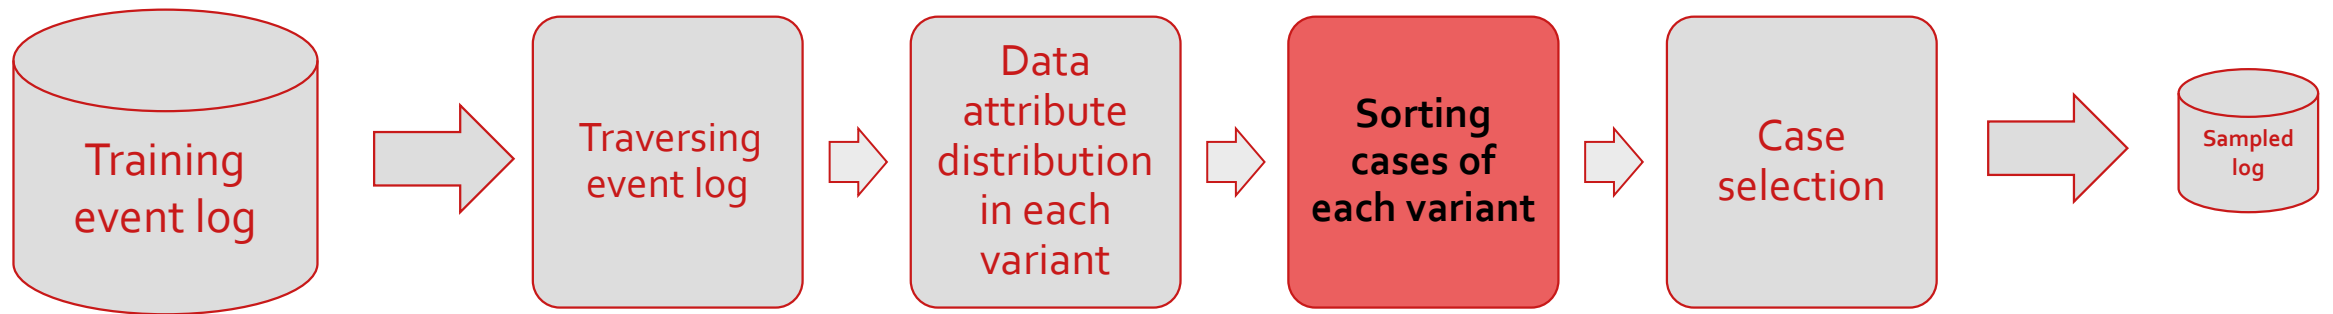 Training
event log
Traversing
event log
Data
attribute
distribution
in each
variant
Sorting
cases of
each variant
Case
selection
Sampled
log